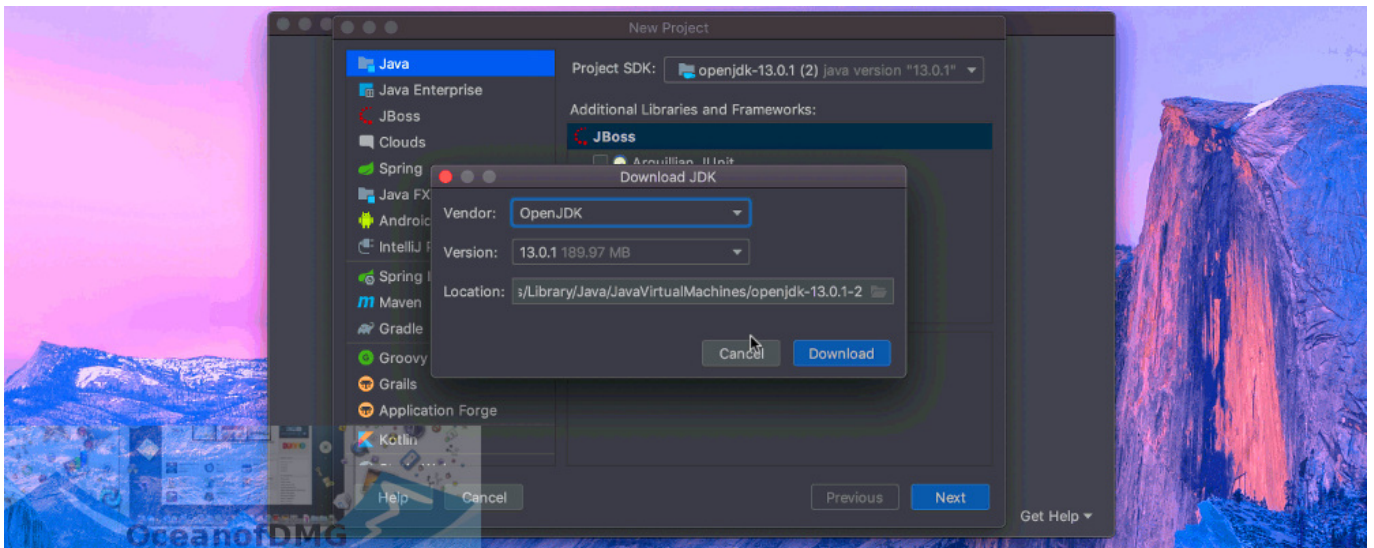 New Project
Java
Java Enterprise
JBoss
Clouds
Spring
Java FX
Android
IntelliJ
Spring
Maven
Gradle
Groovy
Grails
Application Forge
Kotlin
Project SDK: openjdk-13.0.1 (2) java version "13.0.1"
Additional Libraries and Frameworks:
JBoss
Arquillian JUnit
Download JDK
Vendor: OpenJDK
Version: 13.0.1 189.97 MB
Location: s/Library/Java/JavaVirtualMachines/openjdk-13.0.1-2
Cancel Download
Help Cancel Previous Next
Get Help
OceanofDMG